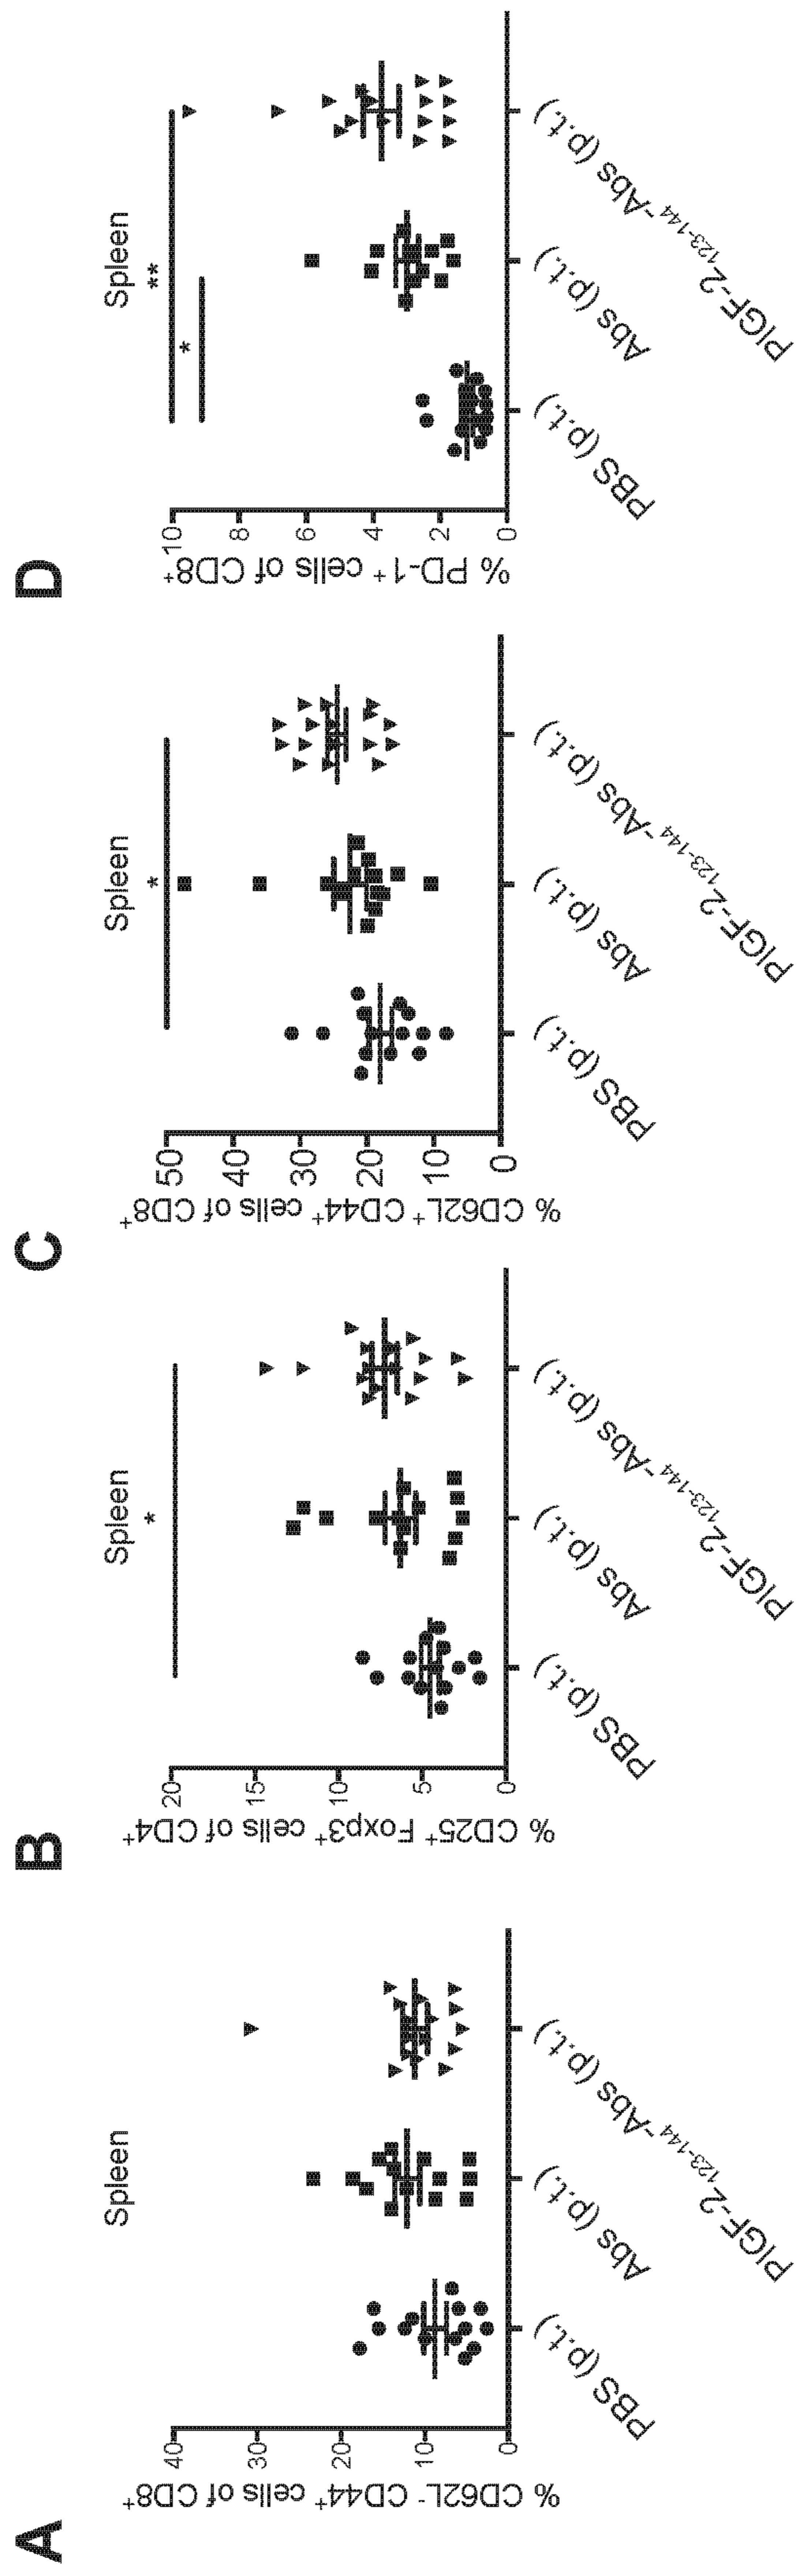 A
Spleen
% CD62L⁻ CD44⁺ cells of CD8⁺
40
30
20
10
0
PBS (p.t.)
Abs (p.t.)
PlGF-2₁₂₃₋₁₄₄-Abs (p.t.)
B
Spleen
*
% CD25⁺ Foxp3⁺ cells of CD4⁺
20
15
10
5
0
PBS (p.t.)
Abs (p.t.)
PlGF-2₁₂₃₋₁₄₄-Abs (p.t.)
C
Spleen
*
% CD62L⁺ CD44⁺ cells of CD8⁺
50
40
30
20
10
0
PBS (p.t.)
Abs (p.t.)
PlGF-2₁₂₃₋₁₄₄-Abs (p.t.)
D
Spleen
**
*
% PD-1⁺ cells of CD8⁺
10
8
6
4
2
0
PBS (p.t.)
Abs (p.t.)
PlGF-2₁₂₃₋₁₄₄-Abs (p.t.)